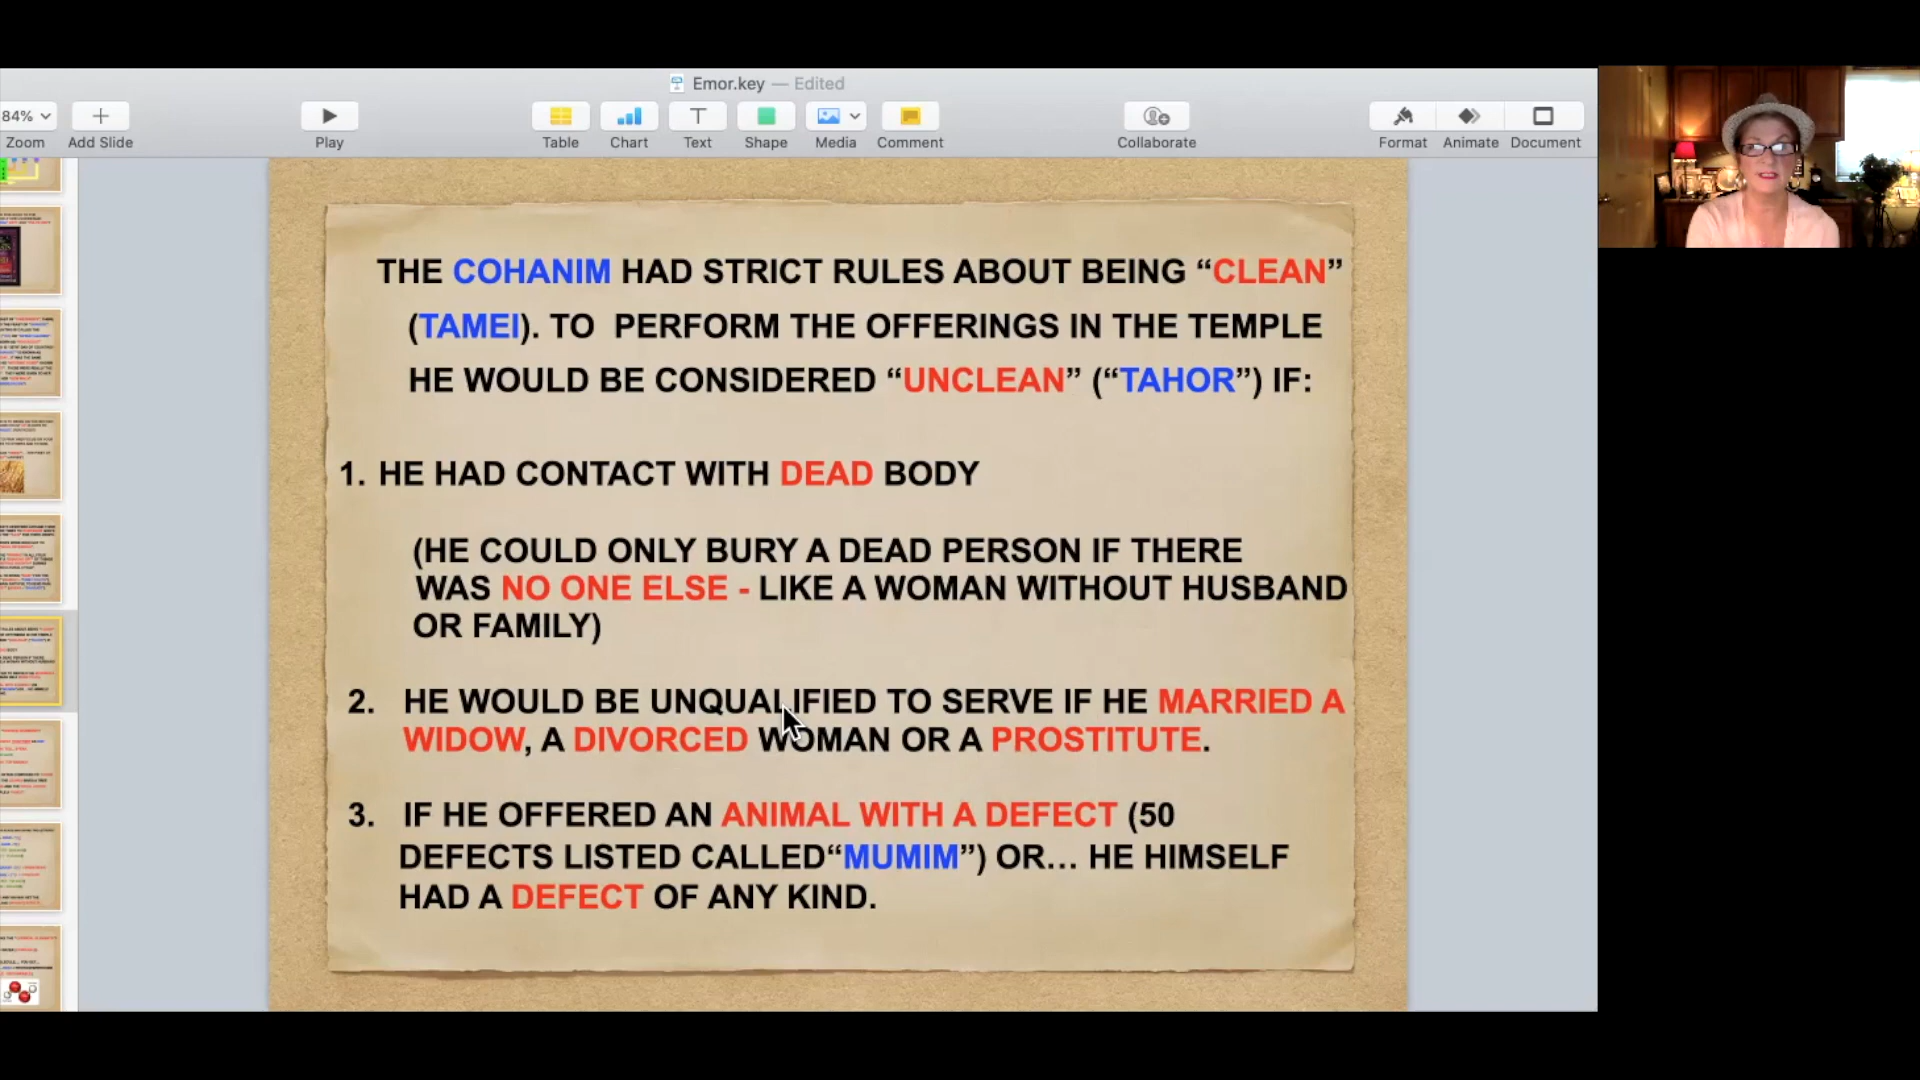 Emor.key — Edited
84%
Zoom
Add Slide
Play
Table
Chart
Text
Shape
Media
Comment
Collaborate
Format
Animate
Document
THE COHANIM HAD STRICT RULES ABOUT BEING “CLEAN”
(TAMEI). TO PERFORM THE OFFERINGS IN THE TEMPLE
HE WOULD BE CONSIDERED “UNCLEAN” (“TAHOR”) IF:
1. HE HAD CONTACT WITH DEAD BODY
(HE COULD ONLY BURY A DEAD PERSON IF THERE
WAS NO ONE ELSE - LIKE A WOMAN WITHOUT HUSBAND
OR FAMILY)
2. HE WOULD BE UNQUALIFIED TO SERVE IF HE MARRIED A
WIDOW, A DIVORCED WOMAN OR A PROSTITUTE.
3. IF HE OFFERED AN ANIMAL WITH A DEFECT (50
DEFECTS LISTED CALLED“MUMIM”) OR... HE HIMSELF
HAD A DEFECT OF ANY KIND.